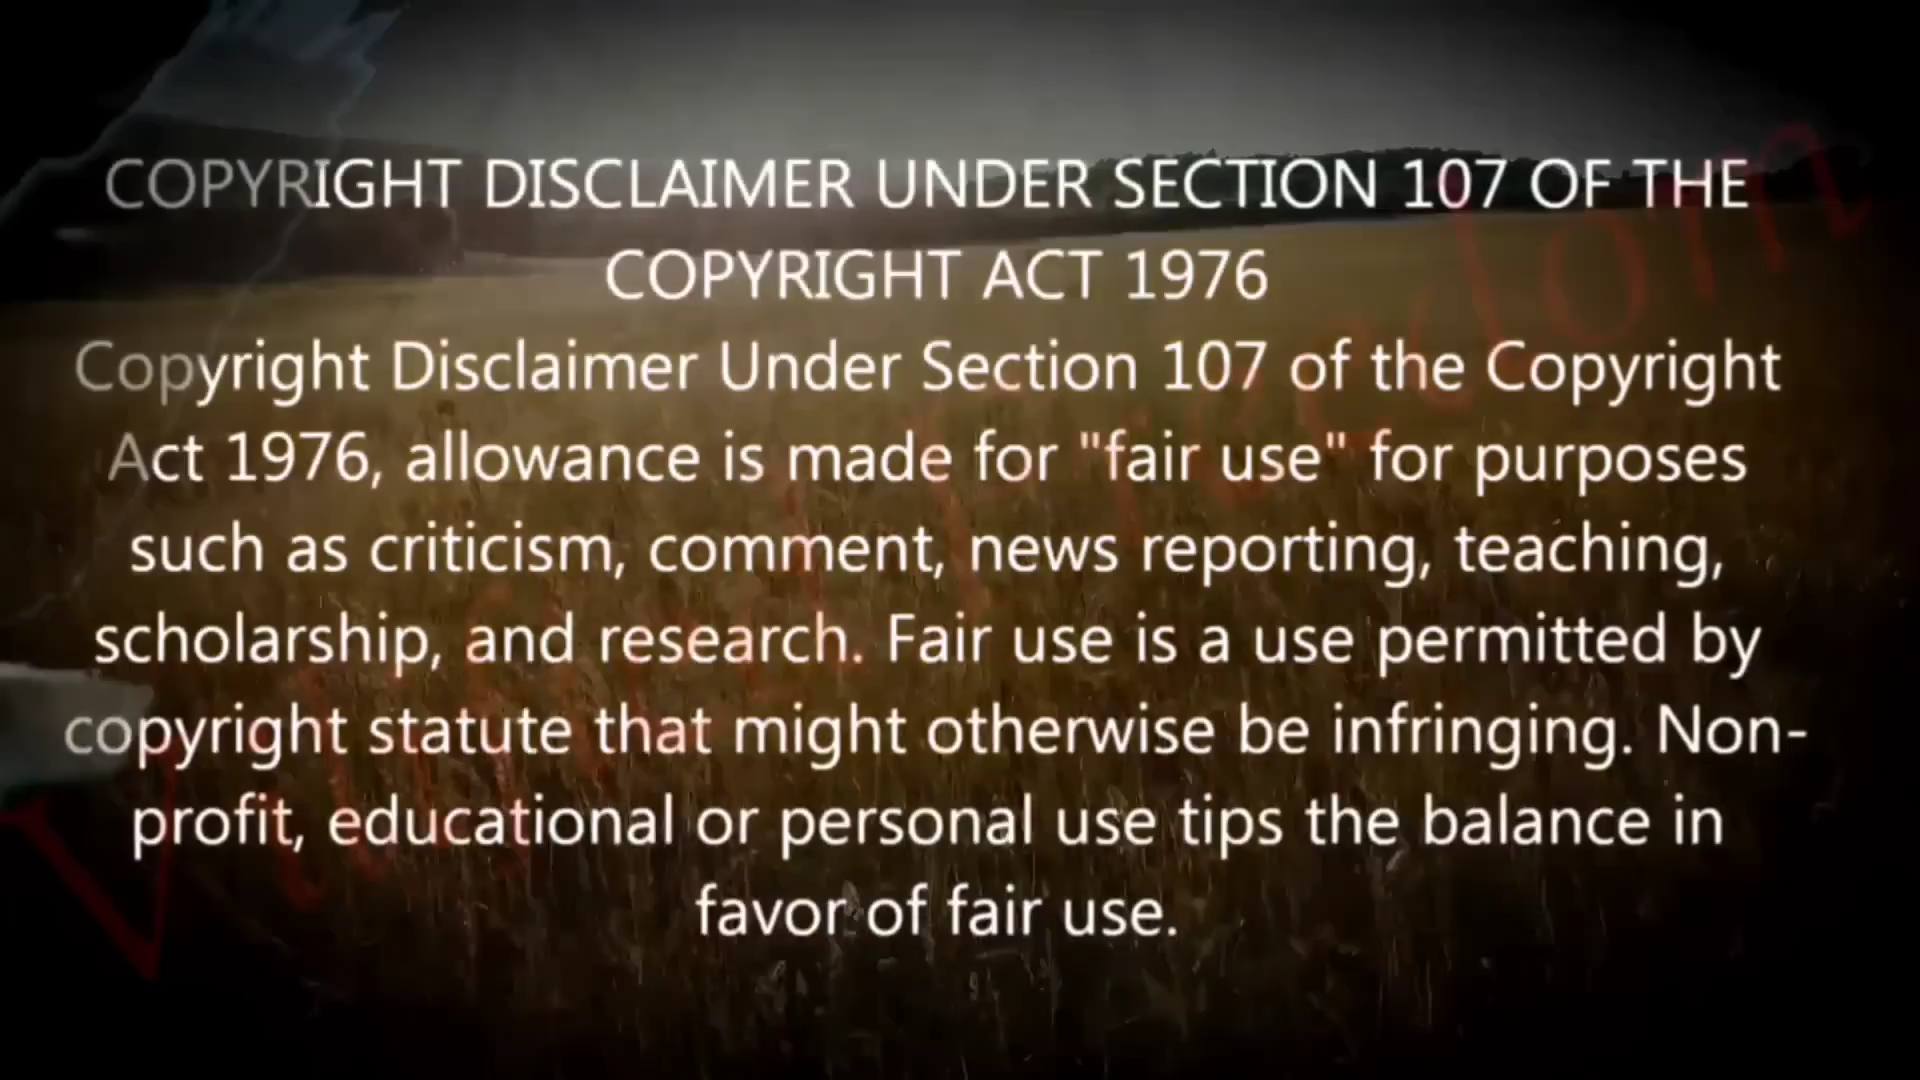 COPYRIGHT DISCLAIMER UNDER SECTION 107 OF THE
COPYRIGHT ACT 1976
Copyright Disclaimer Under Section 107 of the Copyright
Act 1976, allowance is made for "fair use" for purposes
such as criticism, comment, news reporting, teaching,
scholarship, and research. Fair use is a use permitted by
copyright statute that might otherwise be infringing. Non-
profit, educational or personal use tips the balance in
favor of fair use.